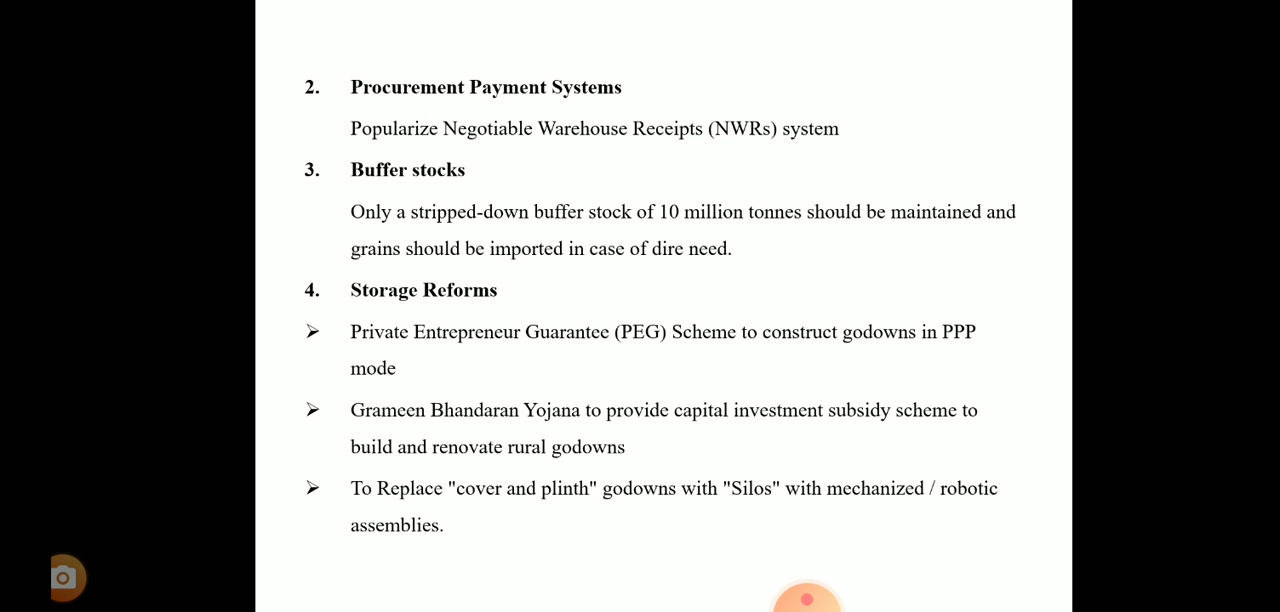 2. Procurement Payment Systems
Popularize Negotiable Warehouse Receipts (NWRs) system
3. Buffer stocks
Only a stripped-down buffer stock of 10 million tonnes should be maintained and
grains should be imported in case of dire need.
4. Storage Reforms
➢ Private Entrepreneur Guarantee (PEG) Scheme to construct godowns in PPP
mode
➢ Grameen Bhandaran Yojana to provide capital investment subsidy scheme to
build and renovate rural godowns
➢ To Replace "cover and plinth" godowns with "Silos" with mechanized / robotic
assemblies.